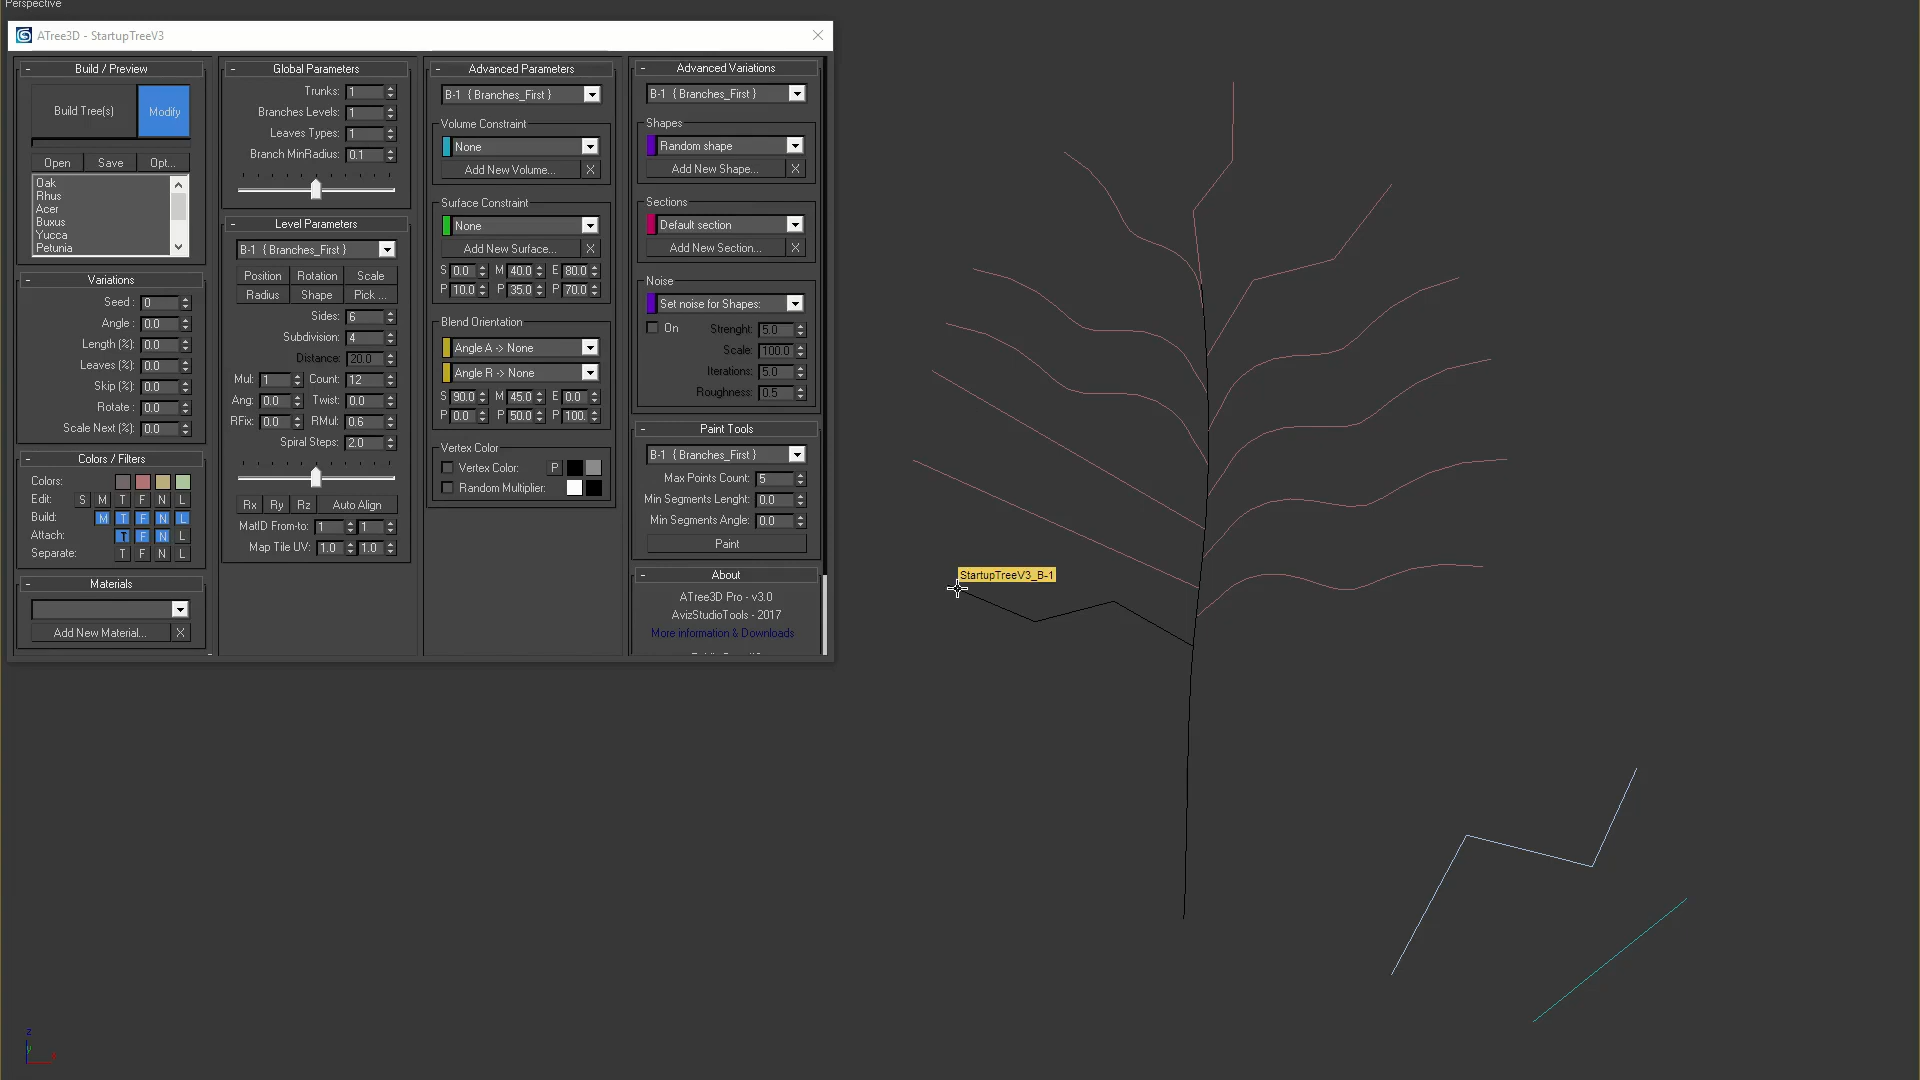 Perspective
ATree3D - StartupTreeV3
Build / Preview
Build Tree(s)
Modify
Open
Save
Opt...
Oak
Rhus
Acer
Buxus
Yucca
Petunia
Variations
Seed : 0
Angle : 0.0
Length (%): 0.0
Leaves (%): 0.0
Skip (%): 0.0
Rotate : 0.0
Scale Next (%): 0.0
Colors / Filters
Colors:
Edit: S M T F N L
Build: M T F N L
Attach: T F N L
Separate: T F N L
Materials
Add New Material... X
Global Parameters
Trunks: 1
Branches Levels: 1
Leaves Types: 1
Branch MinRadius: 0.1
Level Parameters
B-1 { Branches_First }
Position Rotation Scale
Radius Shape Pick ...
Sides: 6
Subdivision: 4
Distance: 20.0
Mul: 1 Count: 12
Ang: 0.0 Twist: 0.0
RFix: 0.0 RMul: 0.6
Spiral Steps: 2.0
Rx Ry Rz Auto Align
MatID From-to: 1 1
Map Tile UV: 1.0 1.0
Advanced Parameters
B-1 { Branches_First }
Volume Constraint
None
Add New Volume... X
Surface Constraint
None
Add New Surface... X
S 0.0 M 40.0 E 80.0
P 10.0 P 35.0 P 70.0
Blend Orientation
Angle A -> None
Angle R -> None
S 90.0 M 45.0 E 0.0
P 0.0 P 50.0 P 100.
Vertex Color
Vertex Color: P
Random Multiplier:
Advanced Variations
B-1 { Branches_First }
Shapes
Random shape
Add New Shape... X
Sections
Default section
Add New Section... X
Noise
Set noise for Shapes:
On Strenght: 5.0
Scale: 100.0
Iterations: 5.0
Roughness: 0.5
Paint Tools
B-1 { Branches_First }
Max Points Count: 5
Min Segments Lenght: 0.0
Min Segments Angle: 0.0
Paint
About
ATree3D Pro - v3.0
AvizStudioTools - 2017
More information & Downloads
StartupTreeV3_B-1
z
y